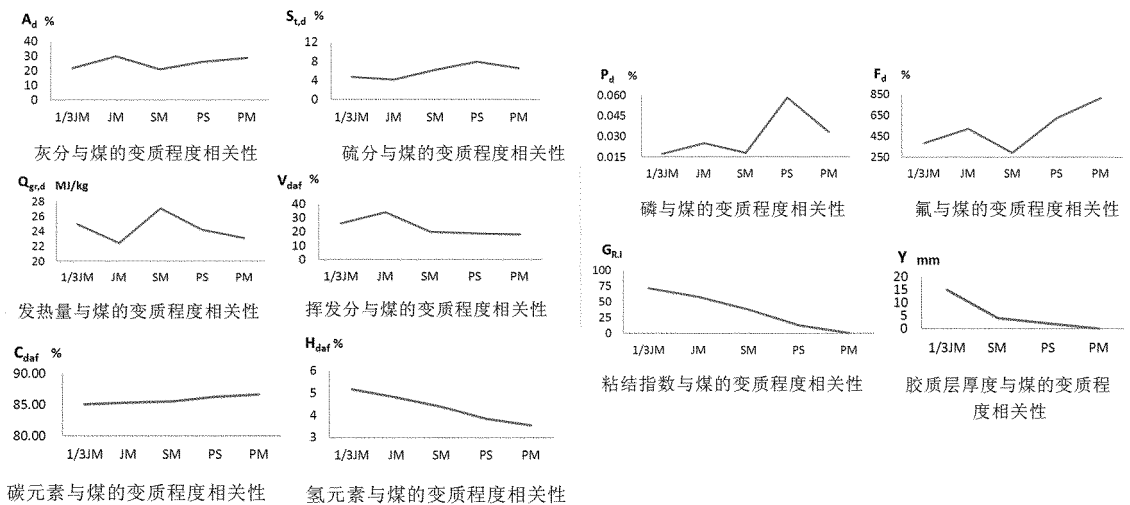 A_d %
40
30
20
10
0
1/3JM JM SM PS PM
灰分与煤的变质程度相关性
S_t,d %
12
8
4
0
1/3JM JM SM PS PM
硫分与煤的变质程度相关性
Q_gr,d MJ/kg
28
26
24
22
20
1/3JM JM SM PS PM
发热量与煤的变质程度相关性
V_daf %
40
30
20
10
0
1/3JM JM SM PS PM
挥发分与煤的变质程度相关性
C_daf %
90.00
85.00
80.00
1/3JM JM SM PS PM
碳元素与煤的变质程度相关性
H_daf %
6
5
4
3
1/3JM JM SM PS PM
氢元素与煤的变质程度相关性
P_d %
0.060
0.045
0.030
0.015
1/3JM JM SM PS PM
磷与煤的变质程度相关性
F_d %
850
650
450
250
1/3JM JM SM PS PM
氟与煤的变质程度相关性
G_R.I
100
75
50
25
0
1/3JM JM SM PS PM
粘结指数与煤的变质程度相关性
Y mm
20
15
10
5
0
1/3JM SM PS PM
胶质层厚度与煤的变质程
度相关性